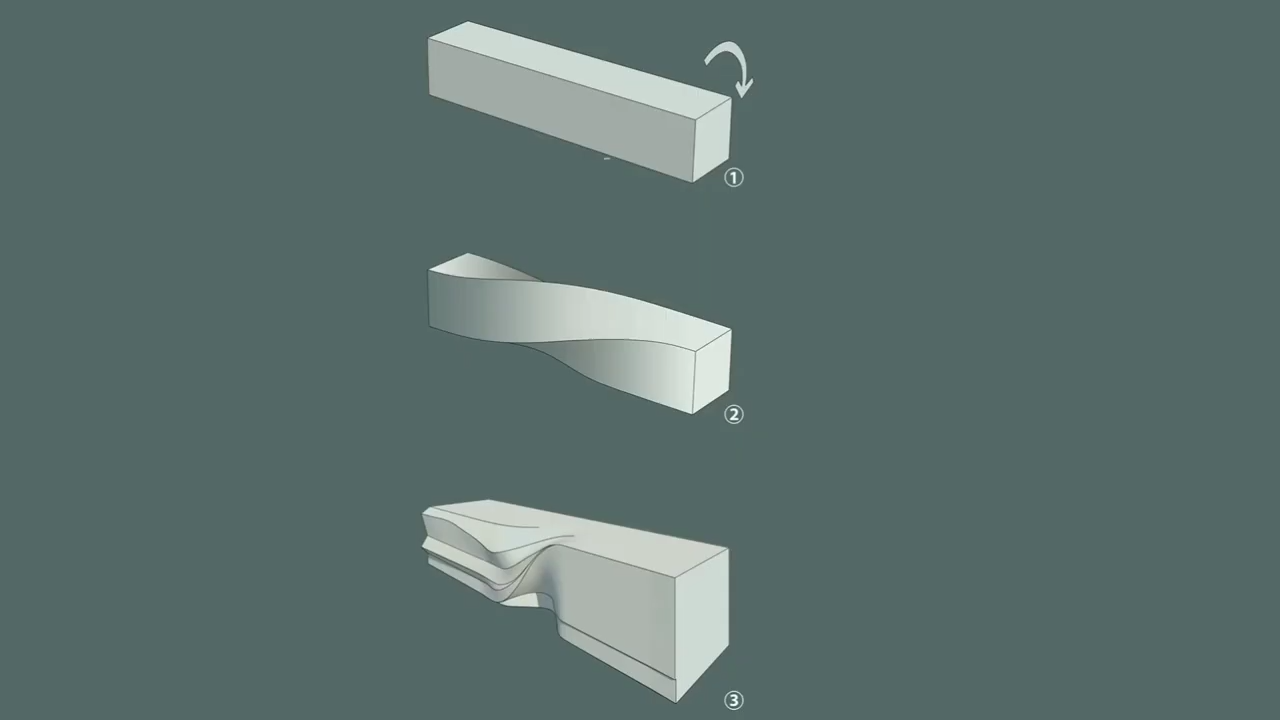 ①
②
③